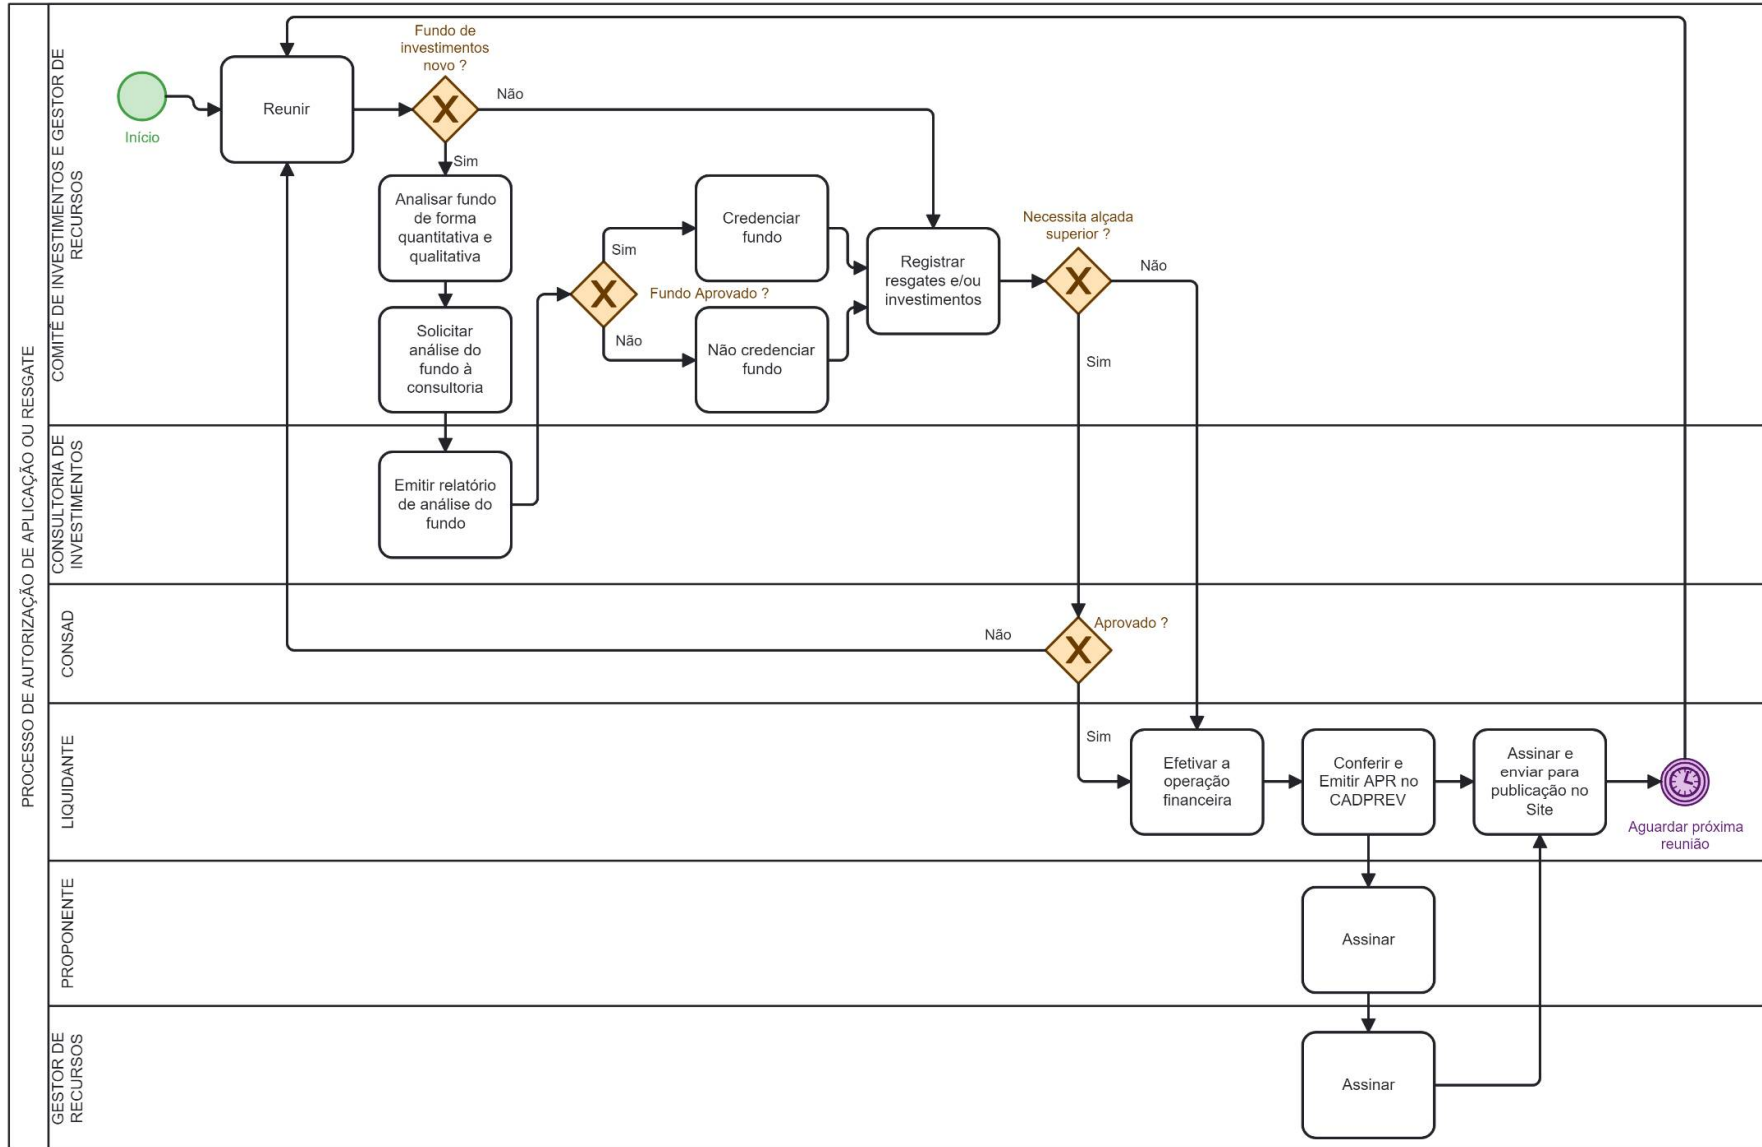 PROCESSO DE AUTORIZAÇÃO DE APLICAÇÃO OU RESGATE
COMITÊ DE INVESTIMENTOS E GESTOR DE
RECURSOS
Início
Reunir
Fundo de
investimentos
novo ?
Não
Sim
Analisar fundo
de forma
quantitativa e
qualitativa
Solicitar
análise do
fundo à
consultoria
Fundo Aprovado ?
Sim
Não
Credenciar
fundo
Não credenciar
fundo
Registrar
resgates e/ou
investimentos
Necessita alçada
superior ?
Não
Sim
CONSULTORIA DE
INVESTIMENTOS
Emitir relatório
de análise do
fundo
CONSAD
Não
Aprovado ?
Sim
LIQUIDANTE
Efetivar a
operação
financeira
Conferir e
Emitir APR no
CADPREV
Assinar e
enviar para
publicação no
Site
Aguardar próxima
reunião
PROPONENTE
Assinar
GESTOR DE
RECURSOS
Assinar